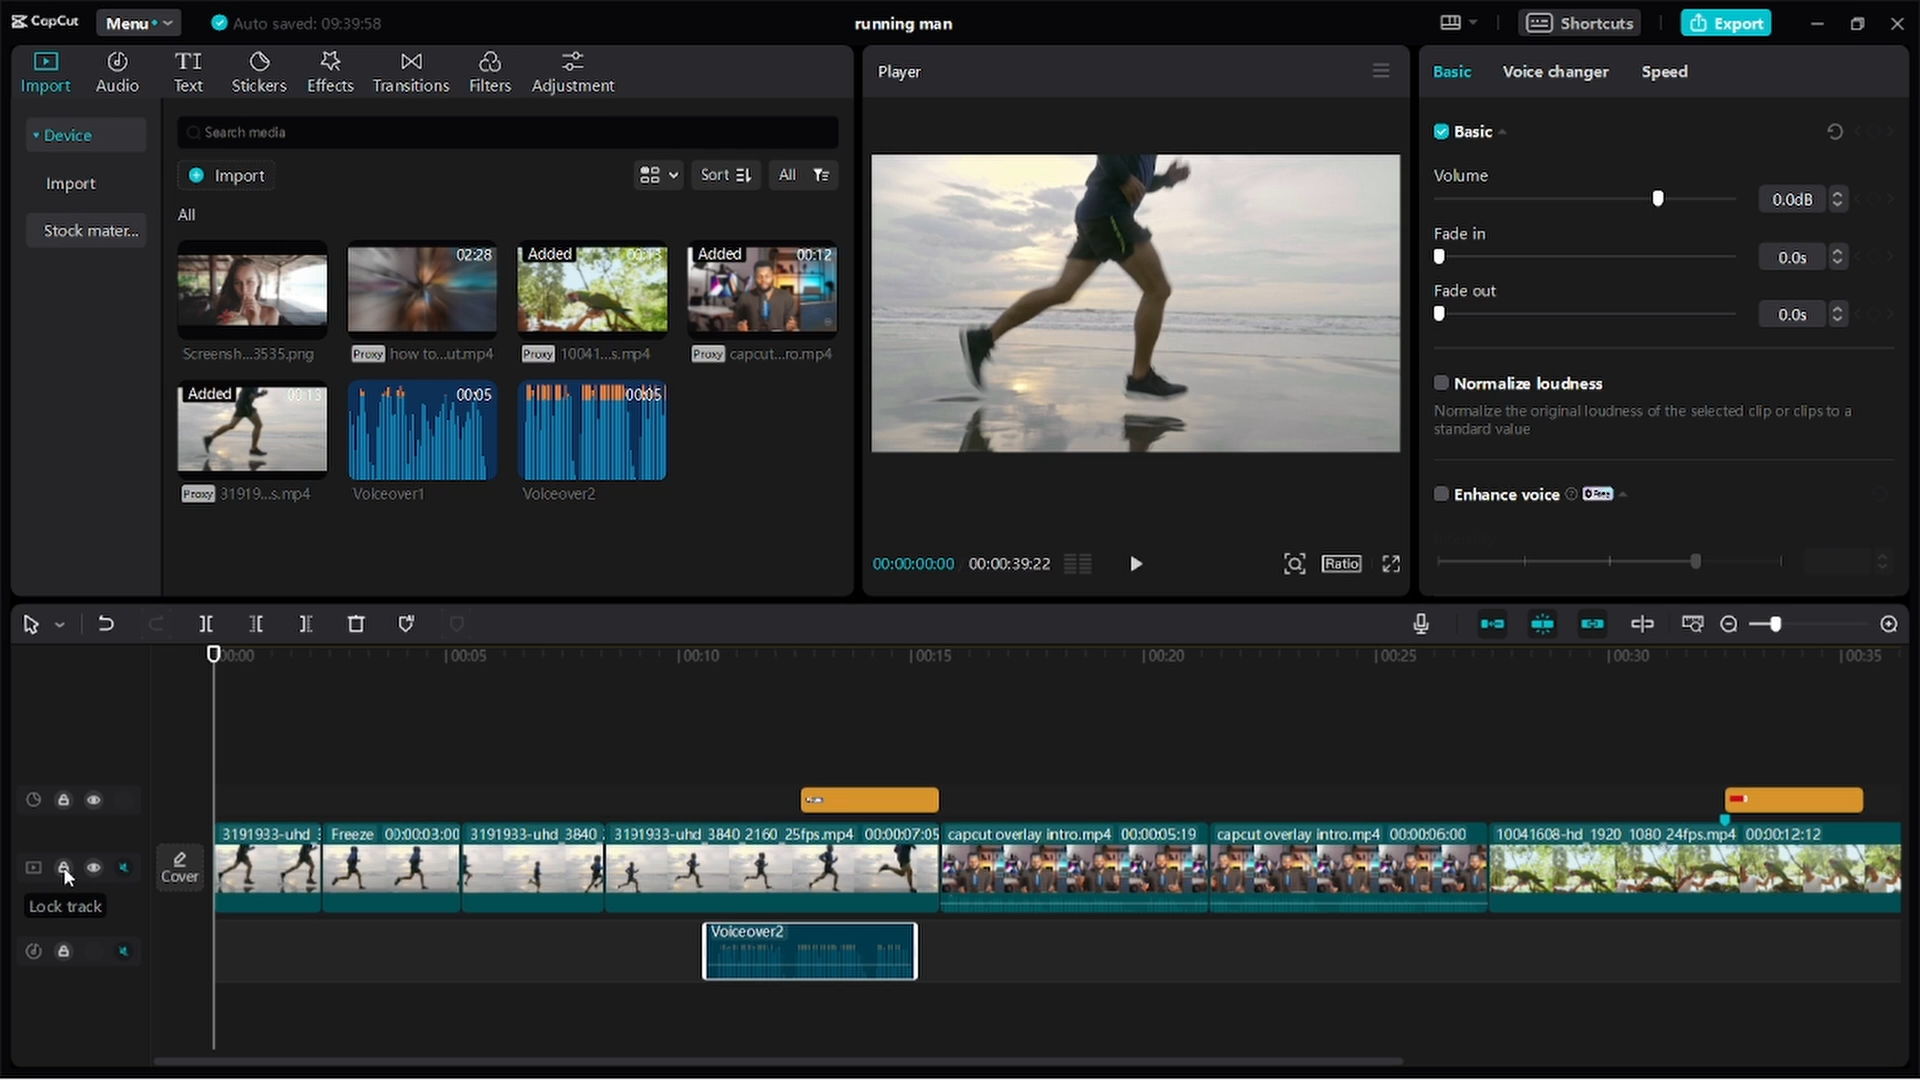 CapCut
Menu
Auto saved: 09:39:58
running man
Shortcuts
Export
Import
Audio
Text
Stickers
Effects
Transitions
Filters
Adjustment
Device
Import
Stock mater...
Search media
Import
Sort
All
All
Screensh...3535.png
02:28
Proxy how to...ut.mp4
Added
Proxy 10041...s.mp4
Added 00:12
Proxy capcut...ro.mp4
Added 00:13
Proxy 31919...s.mp4
00:05
Voiceover1
00:05
Voiceover2
Player
00:00:00:00 00:00:39:22
Ratio
Basic
Voice changer
Speed
Basic
Volume
0.0dB
Fade in
0.0s
Fade out
0.0s
Normalize loudness
Normalize the original loudness of the selected clip or clips to a
standard value
Enhance voice
Free
00:00 00:05 00:10 00:15 00:20 00:25 00:30 00:35
3191933-uhd
Freeze 00:00:03:00
3191933-uhd 3840
3191933-uhd 3840 2160 25fps.mp4 00:00:07:05
capcut overlay intro.mp4 00:00:05:19
capcut overlay intro.mp4 00:00:06:00
10041608-hd 1920 1080 24fps.mp4 00:00:12:12
Cover
Lock track
Voiceover2